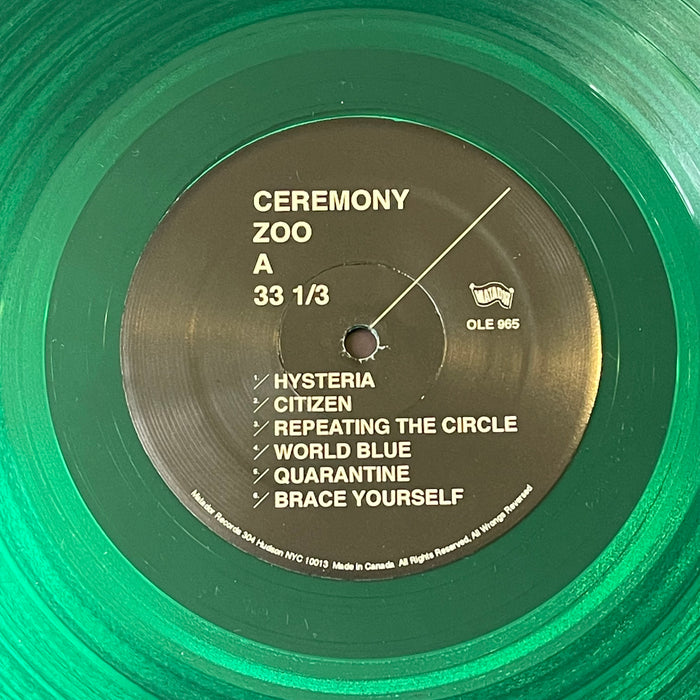 CEREMONY
ZOO
A
33 1/3
MATADOR
OLE 965
1/ HYSTERIA
2/ CITIZEN
3/ REPEATING THE CIRCLE
4/ WORLD BLUE
5/ QUARANTINE
6/ BRACE YOURSELF
Matador Records 304 Hudson NYC 10013 Made in Canada All Rights Reserved, All Wrongs Reversed